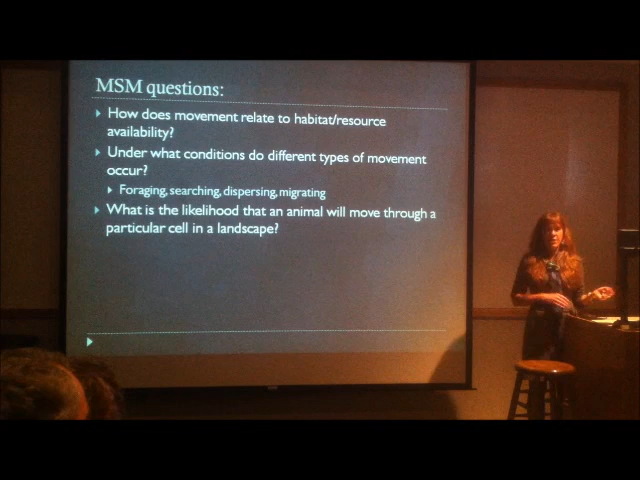 MSM questions:
How does movement relate to habitat/resource
availability?
Under what conditions do different types of movement
occur?
Foraging, searching, dispersing, migrating
What is the likelihood that an animal will move through a
particular cell in a landscape?